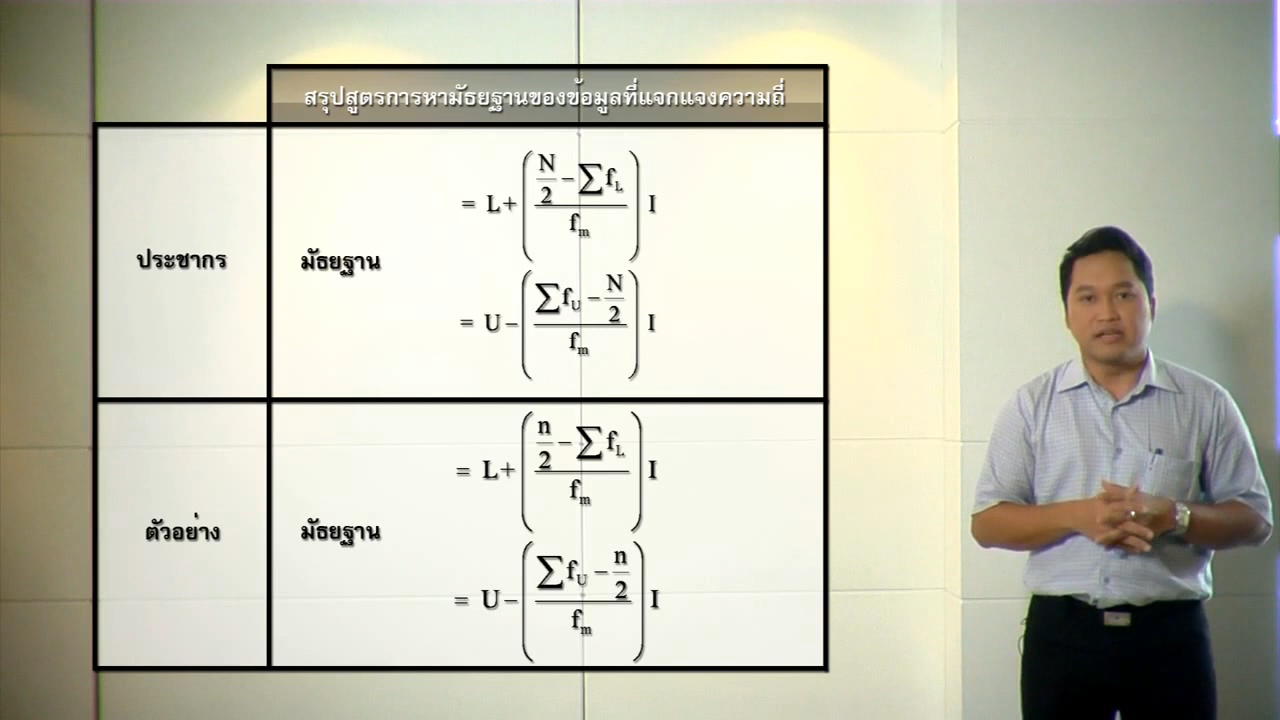 สรุปสูตรการหามัธยฐานของข้อมูลที่แจกแจงความถี่
ประชากร
มัธยฐาน
= L+(N/2−∑f_L / f_m) I
= U−(∑f_U−N/2 / f_m) I
ตัวอย่าง
มัธยฐาน
= L+(n/2−∑f_L / f_m) I
= U−(∑f_U−n/2 / f_m) I